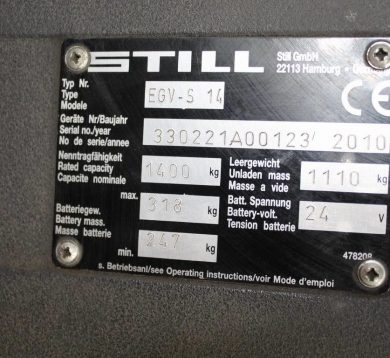 STILL
Still GmbH
22113 Hamburg
Typ Nr.
Type
Modele
EGV-S 14
CE
Geräte Nr/Baujahr
Serial no./year
No de serie/annee
330221A00123 2010
Nenntragfähigkeit
Rated capacity
Capacite nominale
1400 kg
Leergewicht
Unladen mass
Masse a vide
1110 kg
Batteriegew.
Battery mass.
Masse batterie
max. 318 kg
min. 247 kg
Batt. Spannung
Battery-volt.
Tension batterie
24 V
s. Betriebsanl/see Operating instructions/voir Mode d'emploi